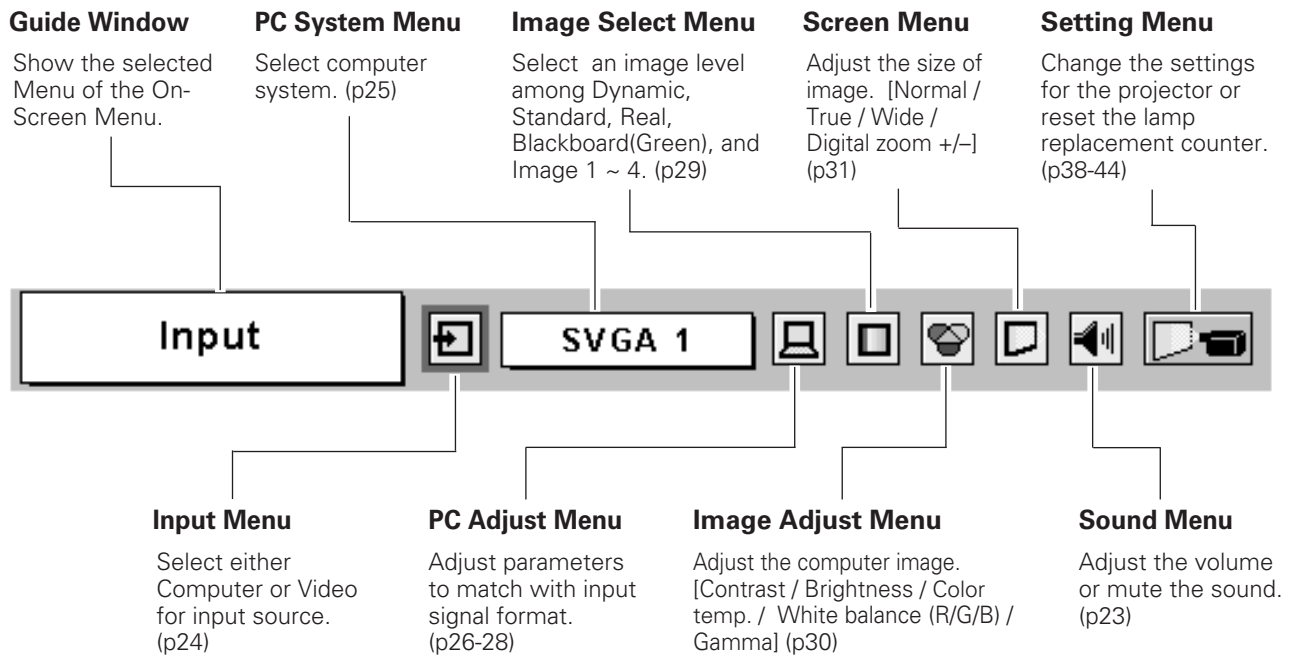 Guide Window
Show the selected
Menu of the On-
Screen Menu.
PC System Menu
Select computer
system. (p25)
Image Select Menu
Select an image level
among Dynamic,
Standard, Real,
Blackboard(Green), and
Image 1 ~ 4. (p29)
Screen Menu
Adjust the size of
image. [Normal /
True / Wide /
Digital zoom +/–]
(p31)
Setting Menu
Change the settings
for the projector or
reset the lamp
replacement counter.
(p38-44)
Input
SVGA 1
Input Menu
Select either
Computer or Video
for input source.
(p24)
PC Adjust Menu
Adjust parameters
to match with input
signal format.
(p26-28)
Image Adjust Menu
Adjust the computer image.
[Contrast / Brightness / Color
temp. / White balance (R/G/B) /
Gamma] (p30)
Sound Menu
Adjust the volume
or mute the sound.
(p23)